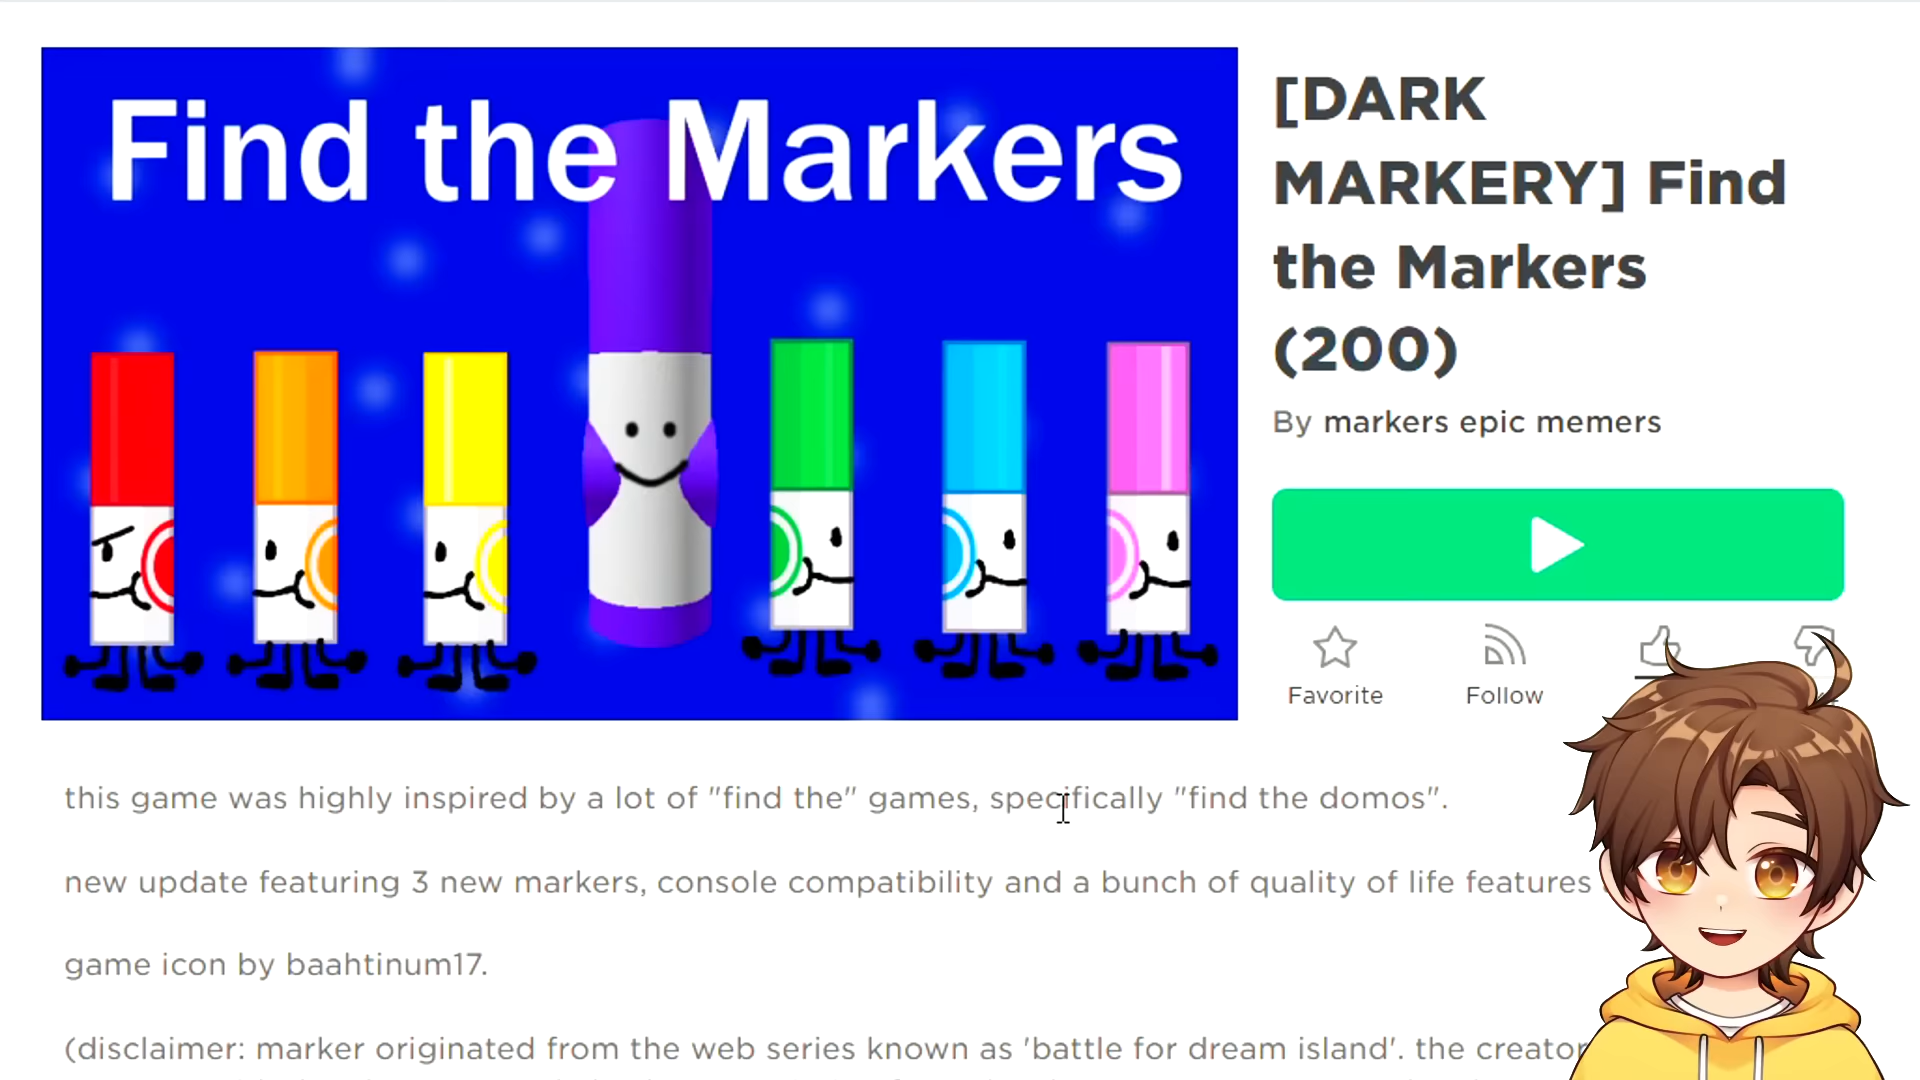 Find the Markers
[DARK
MARKERY] Find
the Markers
(200)
By markers epic memers
Favorite
Follow
this game was highly inspired by a lot of "find the" games, specifically "find the domos".
new update featuring 3 new markers, console compatibility and a bunch of quality of life features
game icon by baahtinum17.
(disclaimer: marker originated from the web series known as 'battle for dream island'. the creator